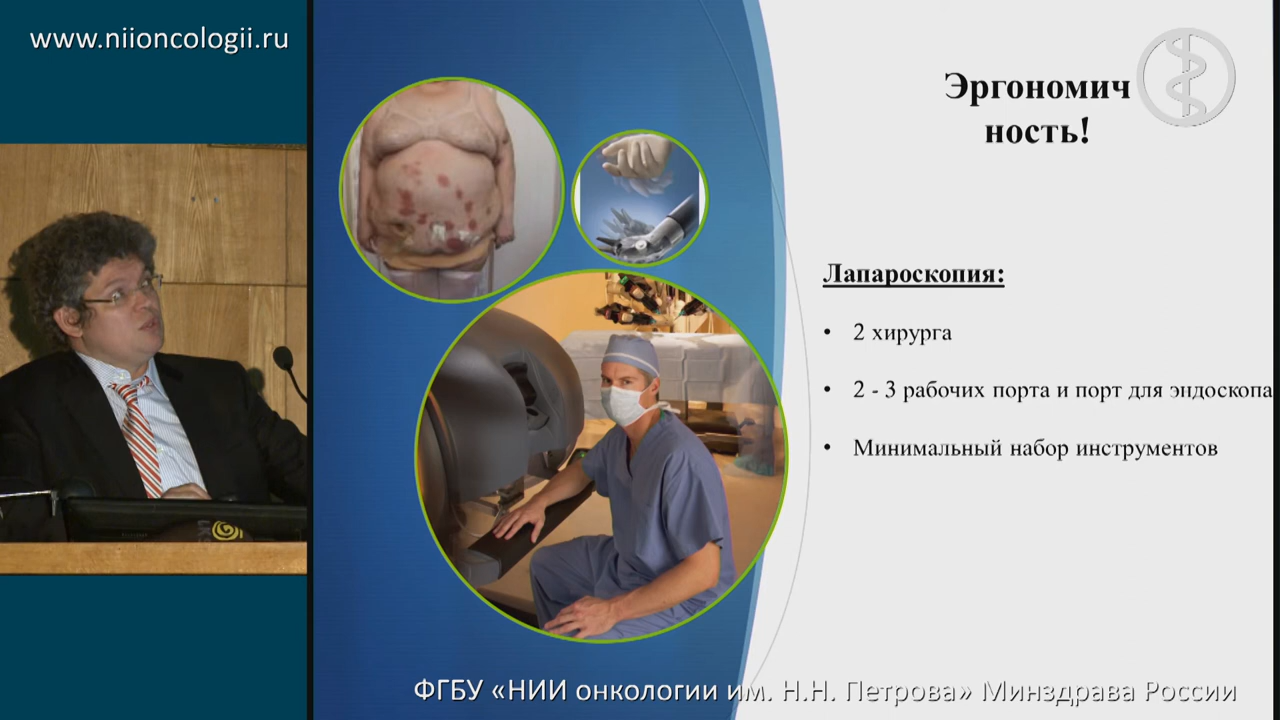 www.niioncologii.ru
Эргономич
ность!
Лапароскопия:
• 2 хирурга
• 2 - 3 рабочих порта и порт для эндоскопа
• Минимальный набор инструментов
ФГБУ «НИИ онкологии им. Н.Н. Петрова» Минздрава России